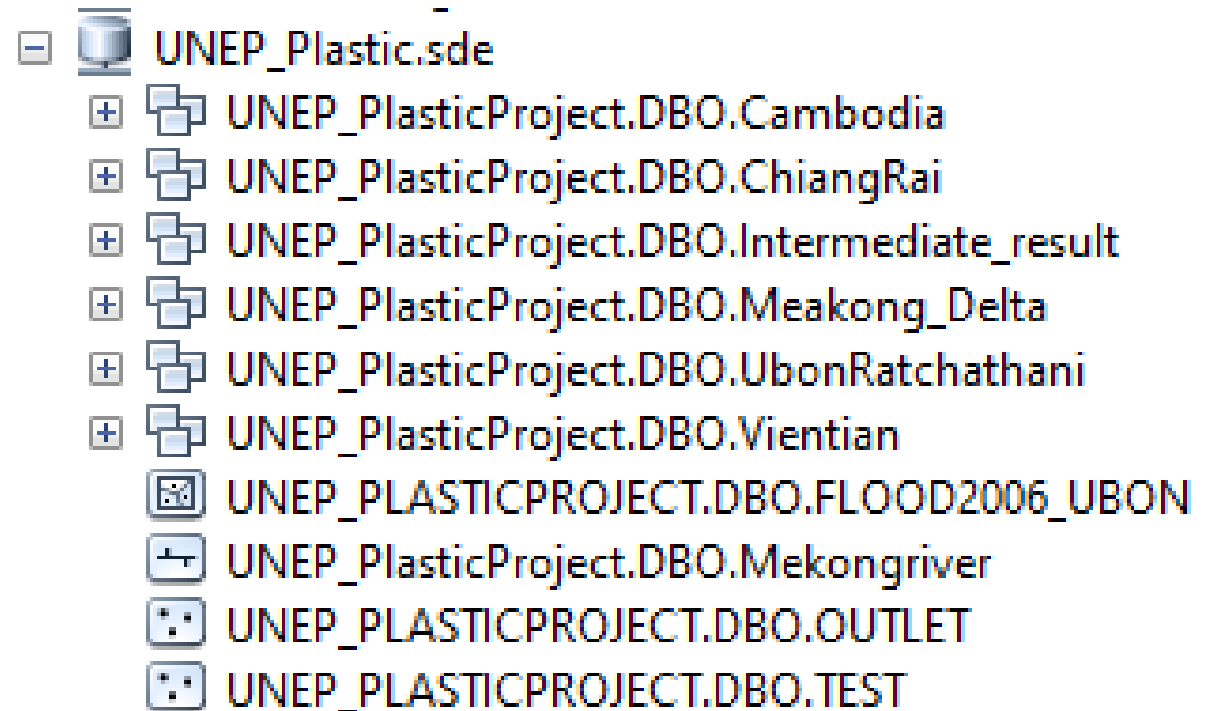 UNEP_Plastic.sde
UNEP_PlasticProject.DBO.Cambodia
UNEP_PlasticProject.DBO.ChiangRai
UNEP_PlasticProject.DBO.Intermediate_result
UNEP_PlasticProject.DBO.Meakong_Delta
UNEP_PlasticProject.DBO.UbonRatchathani
UNEP_PlasticProject.DBO.Vientian
UNEP_PLASTICPROJECT.DBO.FLOOD2006_UBON
UNEP_PlasticProject.DBO.Mekongriver
UNEP_PLASTICPROJECT.DBO.OUTLET
UNEP_PLASTICPROJECT.DBO.TEST